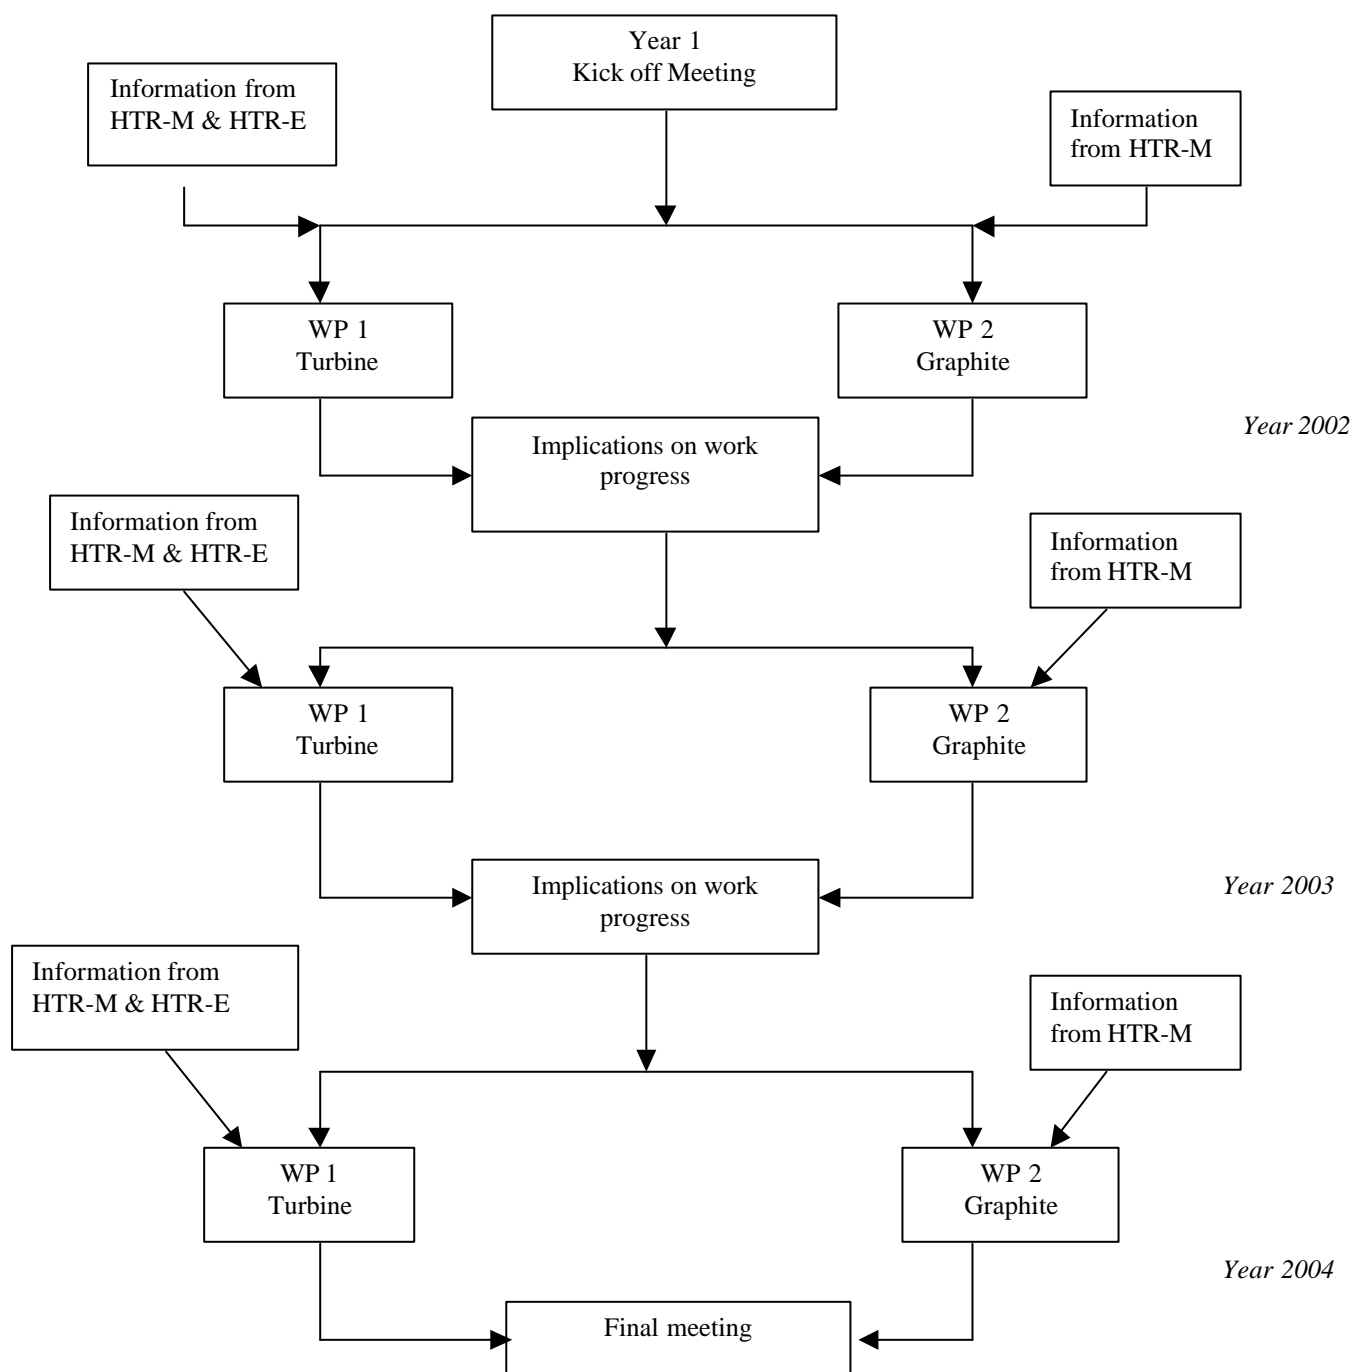 Year 1
Kick off Meeting
Information from
HTR-M & HTR-E
Information
from HTR-M
WP 1
Turbine
WP 2
Graphite
Year 2002
Implications on work
progress
Information from
HTR-M & HTR-E
Information
from HTR-M
WP 1
Turbine
WP 2
Graphite
Implications on work
progress
Year 2003
Information from
HTR-M & HTR-E
Information
from HTR-M
WP 1
Turbine
WP 2
Graphite
Year 2004
Final meeting